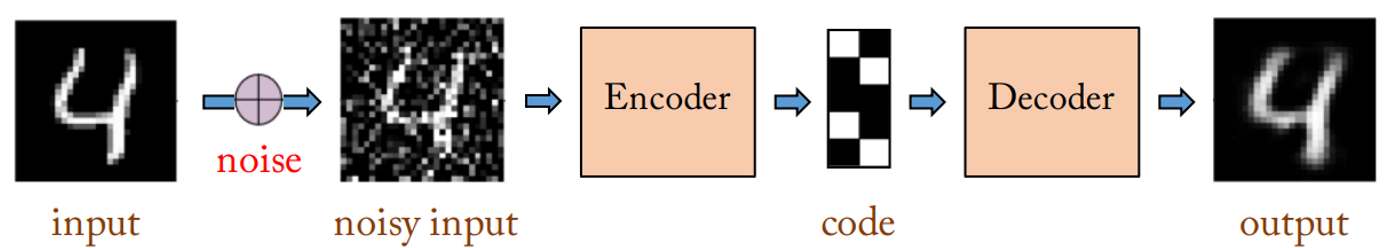 Encoder
Decoder
noise
input
noisy input
code
output